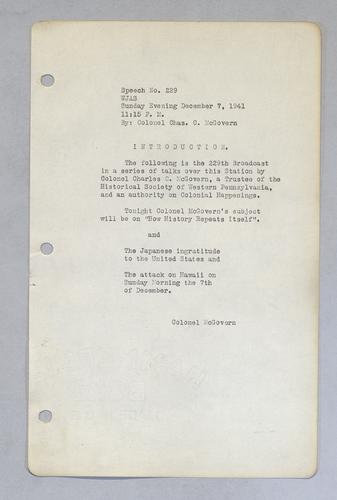 Speech No. 229
WJAS
Sunday Evening December 7, 1941
11:15 P. M.
By: Colonel Chas. C. McGovern
I N T R O D U C T I O N.
The following is the 229th Broadcast
in a series of talks over this Station by
Colonel Charles C. McGovern, a Trustee of the
Historical Society of Western Pennsylvania,
and an authority on Colonial Happenings.
Tonight Colonel McGovern's subject
will be on "How History Repeats Itself".
and
The Japanese ingratitude
to the United States and
The attack on Hawaii on
Sunday Morning the 7th
of December.
Colonel McGovern